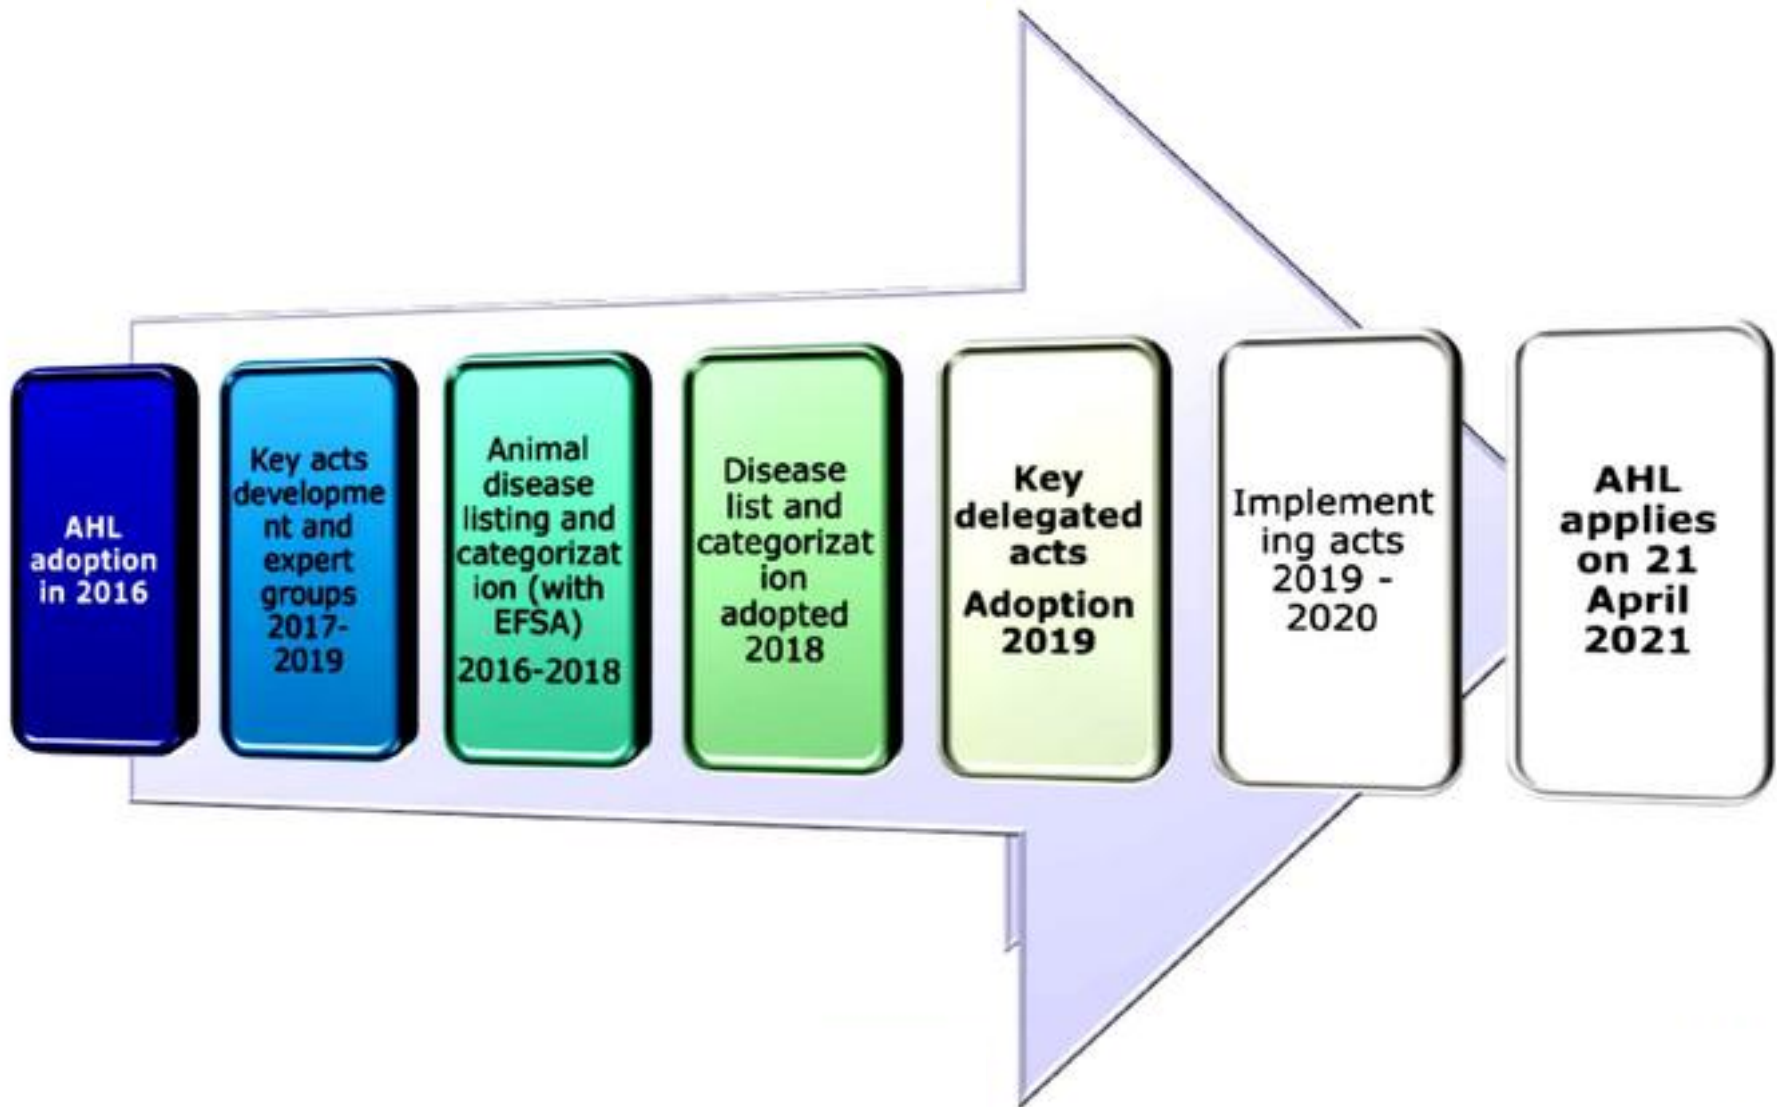 AHL
adoption
in 2016
Key acts
developme
nt and
expert
groups
2017-
2019
Animal
disease
listing and
categorizat
ion (with
EFSA)
2016-2018
Disease
list and
categorizat
ion
adopted
2018
Key
delegated
acts
Adoption
2019
Implement
ing acts
2019 -
2020
AHL
applies
on 21
April
2021